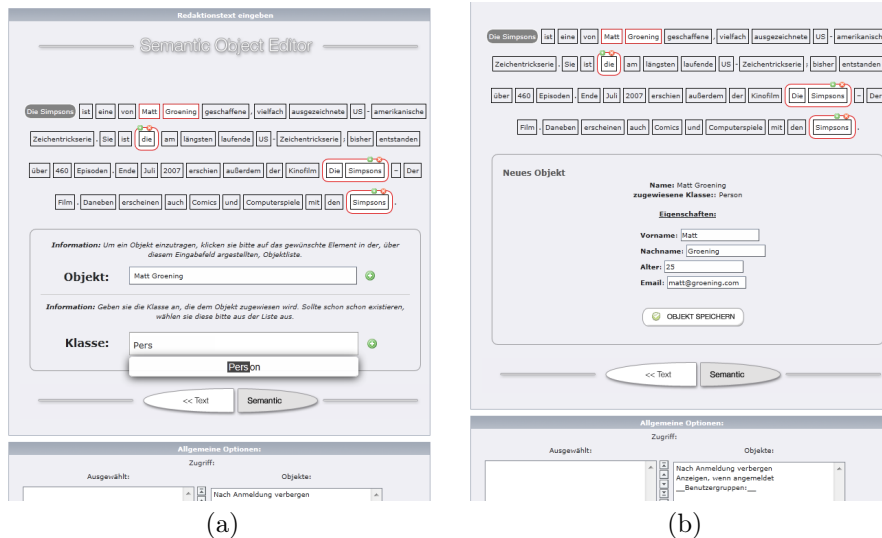 Redaktionstext eingeben
Semantic Object Editor
Die Simpsons ist eine von Matt Groening geschaffene , vielfach ausgezeichnete US - amerikanische
Zeichentrickserie . Sie ist die am längsten laufende US - Zeichentrickserie ; bisher entstanden
über 460 Episoden . Ende Juli 2007 erschien außerdem der Kinofilm Die Simpsons – Der
Film . Daneben erscheinen auch Comics und Computerspiele mit den Simpsons .
Information: Um ein Objekt einzutragen, klicken sie bitte auf das gewünschte Element in der, über
diesem Eingabefeld argestellten, Objektliste.
Objekt: Matt Groening
Information: Geben sie die Klasse an, die dem Objekt zugewiesen wird. Sollte schon schon existieren,
wählen sie diese bitte aus der Liste aus.
Klasse: Pers
Person
<< Text Semantic
Allgemeine Optionen:
Zugriff:
Ausgewählt: Objekte:
Nach Anmeldung verbergen
(a)
Die Simpsons ist eine von Matt Groening geschaffene , vielfach ausgezeichnete US - amerikanisch
Zeichentrickserie . Sie ist die am längsten laufende US - Zeichentrickserie ; bisher entstanden
über 460 Episoden . Ende Juli 2007 erschien außerdem der Kinofilm Die Simpsons – Der
Film . Daneben erscheinen auch Comics und Computerspiele mit den Simpsons .
Neues Objekt
Name: Matt Groening
zugewiesene Klasse:: Person
Eigenschaften:
Vorname: Matt
Nachname: Groening
Alter: 25
Email: matt@groening.com
OBJEKT SPEICHERN
<< Text Semantic
Allgemeine Optionen:
Zugriff:
Ausgewählt: Objekte:
Nach Anmeldung verbergen
Anzeigen, wenn angemeldet
__Benutzergruppen:__
(b)